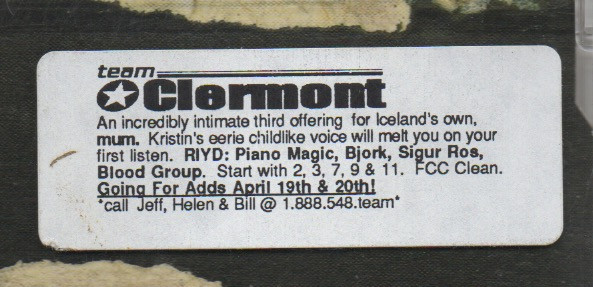 team
Clermont
An incredibly intimate third offering for Iceland's own,
mum. Kristin's eerie childlike voice will melt you on your
first listen. RIYD: Piano Magic, Bjork, Sigur Ros,
Blood Group. Start with 2, 3, 7, 9 & 11. FCC Clean.
Going For Adds April 19th & 20th!
*call Jeff, Helen & Bill @ 1.888.548.team*